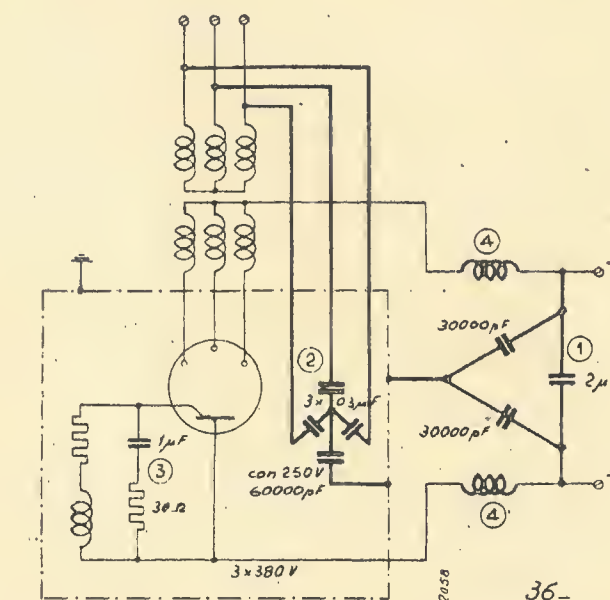 ④
30000pF
①
②
3 x 0 3µF
2µ
1µF
30000pF
③
con 250V
60000pF
30Ω
④
3 x 380 V
2058
36-